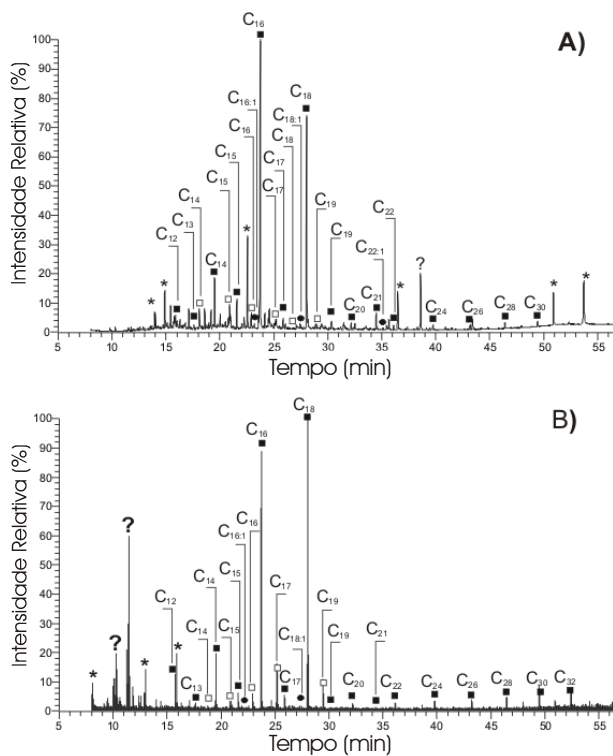 A)
Intensidade Relativa (%)
100
90
80
70
60
50
40
30
20
10
0
C16
C18
C16:1
C16
C15
C15
C14
C13
C12
C14
*
*
*
C18:1
C18
C17
C17
C19
C19
C22
C22:1
C20
C21
*
?
C24
C26
C28
C30
*
*
5 10 15 20 25 30 35 40 45 50 55
Tempo (min)
B)
Intensidade Relativa (%)
100
90
80
70
60
50
40
30
20
10
0
C18
C16
C16
C16:1
C15
C14
C12
C14
C15
C13
?
?
*
*
*
C17
C18:1
C17
C19
C19
C21
C20
C22
C24
C26
C28
C30
C32
5 10 15 20 25 30 35 40 45 50 55
Tempo (min)